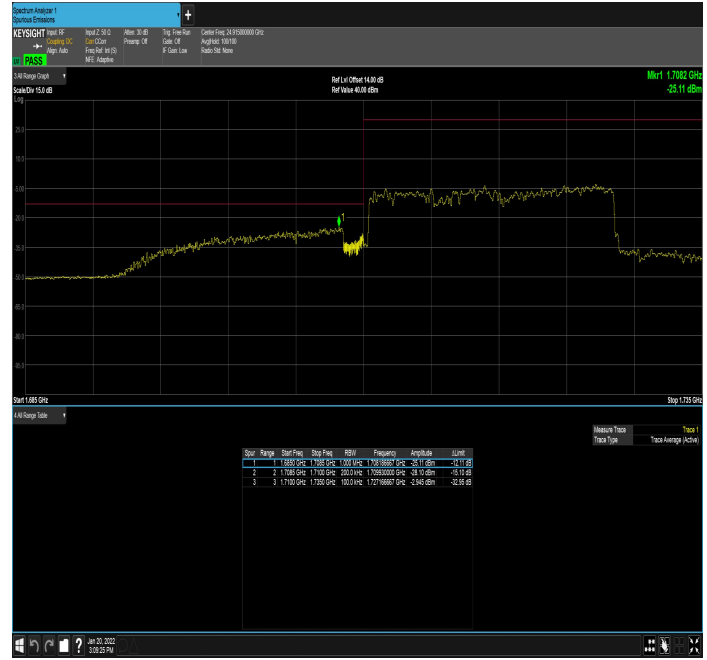 Spectrum Analyzer 1
Spurious Emissions
KEYSIGHT
Input: RF
Coupling: DC
Align: Auto
Input Z: 50 Ω
Corr CCorr
Freq Ref: Int (S)
NFE: Adaptive
Atten: 30 dB
Preamp: Off
Trig: Free Run
Gate: Off
IF Gain: Low
Center Freq: 24.915000000 GHz
Avg|Hold: 100/100
Radio Std: None
PASS
3 All Range Graph
Scale/Div 15.0 dB
Ref Lvl Offset 14.00 dB
Ref Value 40.00 dBm
Mkr1 1.7082 GHz
-25.11 dBm
Log
25.0
10.0
-5.00
-20.0
-35.0
-50.0
-65.0
-80.0
-95.0
1
Start 1.685 GHz
Stop 1.735 GHz
4 All Range Table
Measure Trace Trace 1
Trace Type Trace Average (Active)
Spur Range Start Freq Stop Freq RBW Frequency Amplitude ΔLimit
1 1 1.6850 GHz 1.7085 GHz 1.000 MHz 1.708186667 GHz -25.11 dBm -12.11 dB
2 2 1.7085 GHz 1.7100 GHz 200.0 kHz 1.709930000 GHz -28.10 dBm -15.10 dB
3 3 1.7100 GHz 1.7350 GHz 100.0 kHz 1.727166667 GHz -2.945 dBm -32.95 dB
Jan 20, 2022
3:09:25 PM